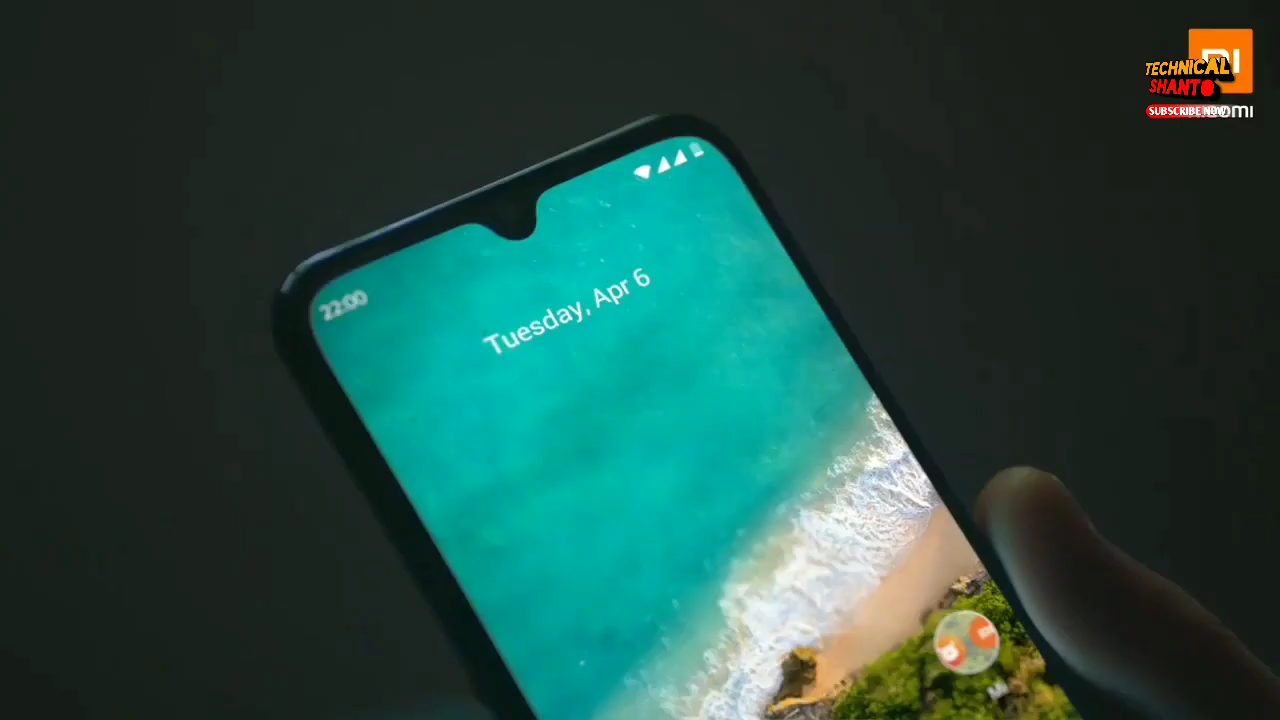 TECHNICAL
SHANTO
SUBSCRIBE NOW
22:00
Tuesday, Apr 6